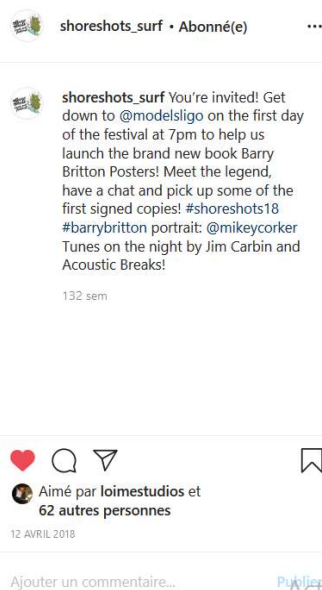 shoreshots_surf • Abonné(e)
shoreshots_surf You're invited! Get
down to @modelsligo on the first day
of the festival at 7pm to help us
launch the brand new book Barry
Britton Posters! Meet the legend,
have a chat and pick up some of the
first signed copies! #shoreshots18
#barrybritton portrait: @mikeycorker
Tunes on the night by Jim Carbin and
Acoustic Breaks!
132 sem
Aimé par loimestudios et
62 autres personnes
12 AVRIL 2018
Ajouter un commentaire... Publier